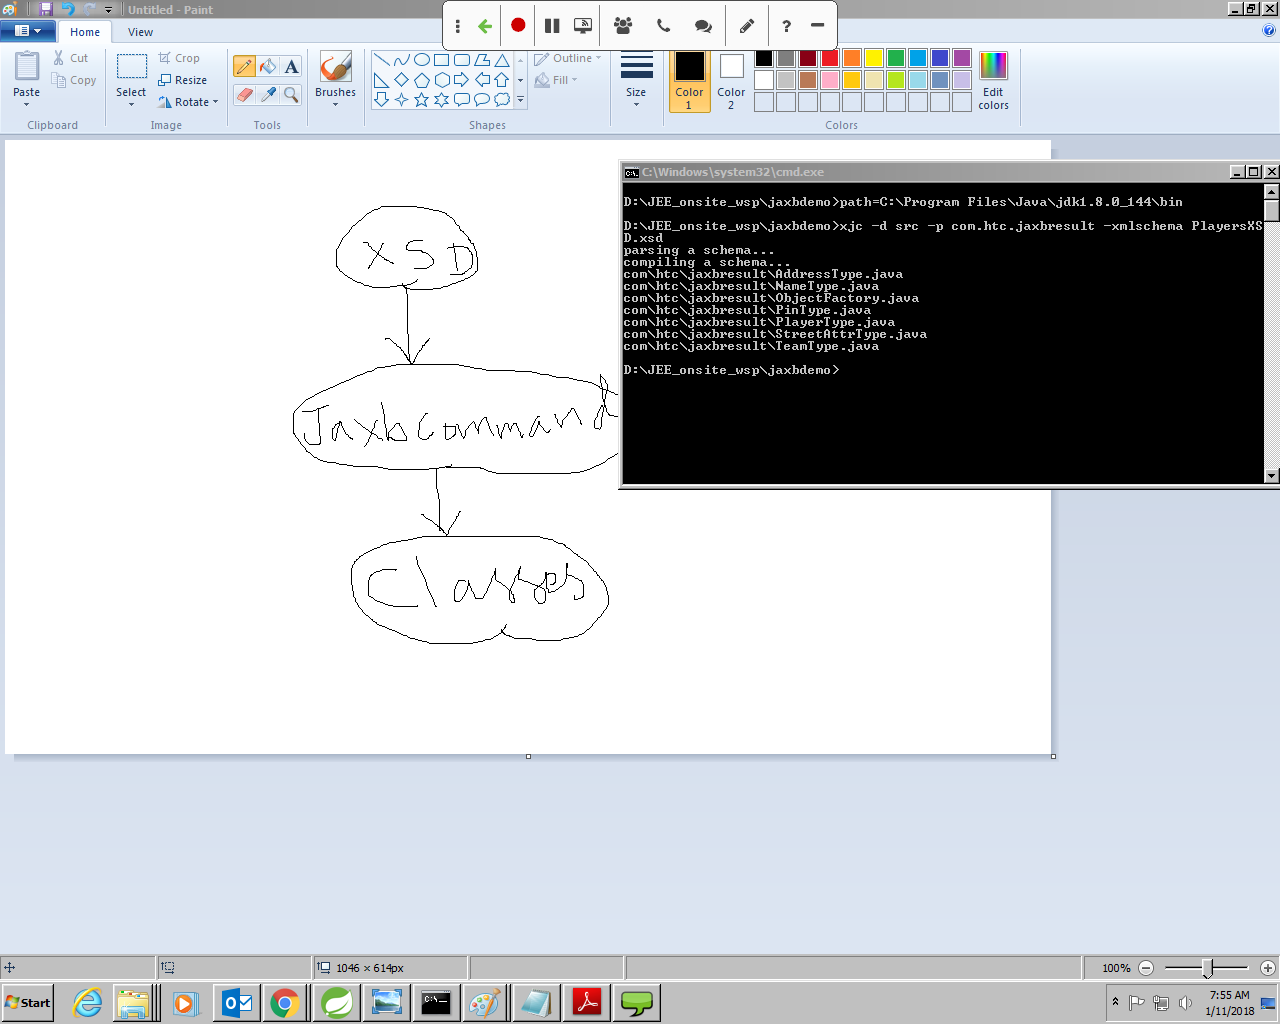 Untitled - Paint
Home
View
Paste
Cut
Copy
Clipboard
Select
Crop
Resize
Rotate
Image
A
Tools
Brushes
Outline
Fill
Shapes
Size
Color 1
Color 2
Edit colors
Colors
?
XSD
Jaxbcommand
Classes
C:\Windows\system32\cmd.exe
D:\JEE_onsite_wsp\jaxbdemo>path=C:\Program Files\Java\jdk1.8.0_144\bin
D:\JEE_onsite_wsp\jaxbdemo>xjc -d src -p com.htc.jaxbresult -xmlschema PlayersXS
D.xsd
parsing a schema...
compiling a schema...
com\htc\jaxbresult\AddressType.java
com\htc\jaxbresult\NameType.java
com\htc\jaxbresult\ObjectFactory.java
com\htc\jaxbresult\PinType.java
com\htc\jaxbresult\PlayerType.java
com\htc\jaxbresult\StreetAttrType.java
com\htc\jaxbresult\TeamType.java
D:\JEE_onsite_wsp\jaxbdemo>
1046 × 614px
100%
Start
7:55 AM
1/11/2018